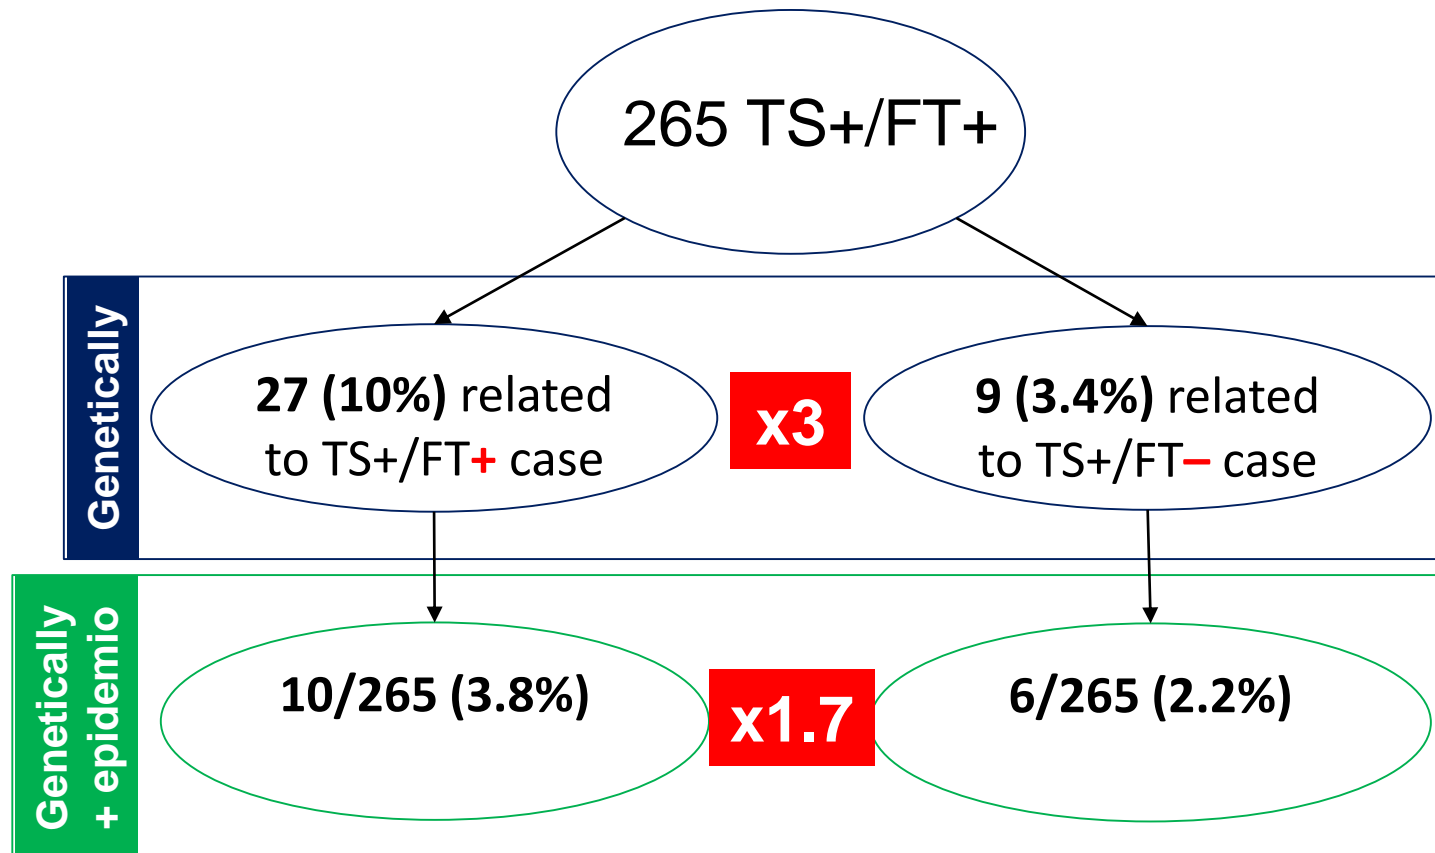 265 TS+/FT+
Genetically
27 (10%) related
to TS+/FT+ case
x3
9 (3.4%) related
to TS+/FT– case
Genetically
+ epidemio
10/265 (3.8%)
x1.7
6/265 (2.2%)